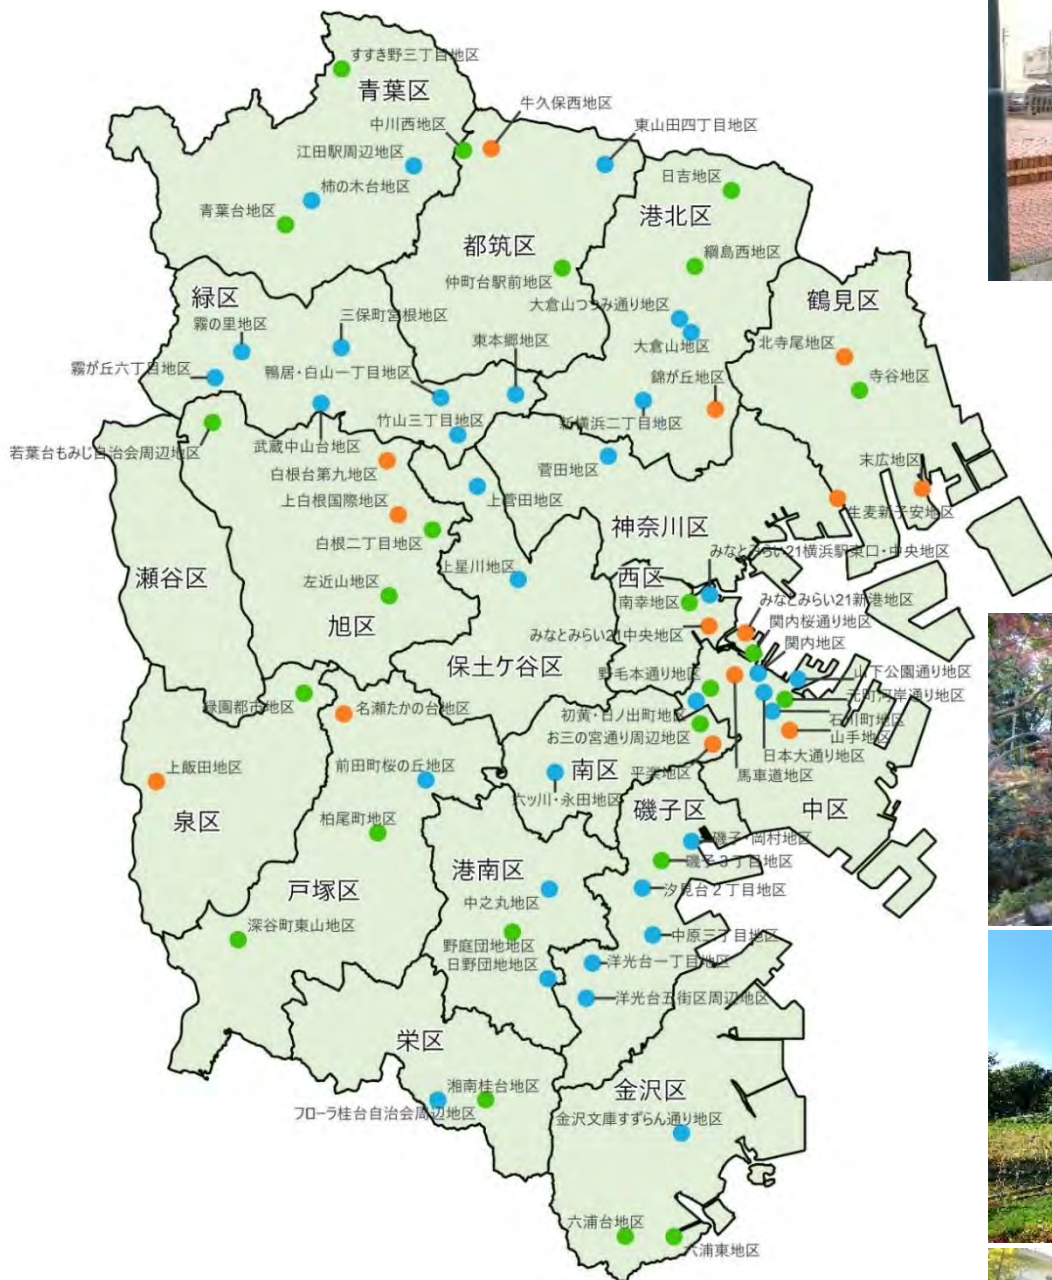 すすき野三丁目地区
青葉区
牛久保西地区
中川西地区
東山田四丁目地区
江田駅周辺地区
日吉地区
柿の木台地区
青葉台地区
港北区
都筑区
綱島西地区
仲町台駅前地区
緑区
鶴見区
大倉山つつみ通り地区
三保町宮根地区
霧の里地区
東本郷地区
北寺尾地区
大倉山地区
霧が丘六丁目地区
鴨居・白山一丁目地区
錦が丘地区
寺谷地区
竹山三丁目地区
新横浜二丁目地区
武蔵中山台地区
若葉台もみじ自治会周辺地区
末広地区
菅田地区
白根台第九地区
上白根国際地区
上菅田地区
生麦新子安地区
神奈川区
白根二丁目地区
みなとみらい21横浜駅東口・中央地区
上星川地区
瀬谷区
西区
左近山地区
南幸地区
みなとみらい21新港地区
旭区
関内桜通り地区
みなとみらい21中央地区
関内地区
保土ケ谷区
野毛本通り地区
山下公園通り地区
元町河岸通り地区
緑園都市地区
名瀬たかの台地区
初黄・日ノ出町地区
石川町地区
お三の宮通り周辺地区
山手地区
日本大通り地区
上飯田地区
前田町桜の丘地区
南区
平楽地区
馬車道地区
六ッ川・永田地区
磯子区
中区
泉区
柏尾町地区
磯子・岡村地区
磯子3丁目地区
港南区
戸塚区
汐見台2丁目地区
中之丸地区
深谷町東山地区
野庭団地地区
中原三丁目地区
日野団地地区
洋光台一丁目地区
洋光台五街区周辺地区
栄区
湘南桂台地区
金沢区
フローラ桂台自治会周辺地区
金沢文庫すずらん通り地区
六浦台地区
六浦東地区